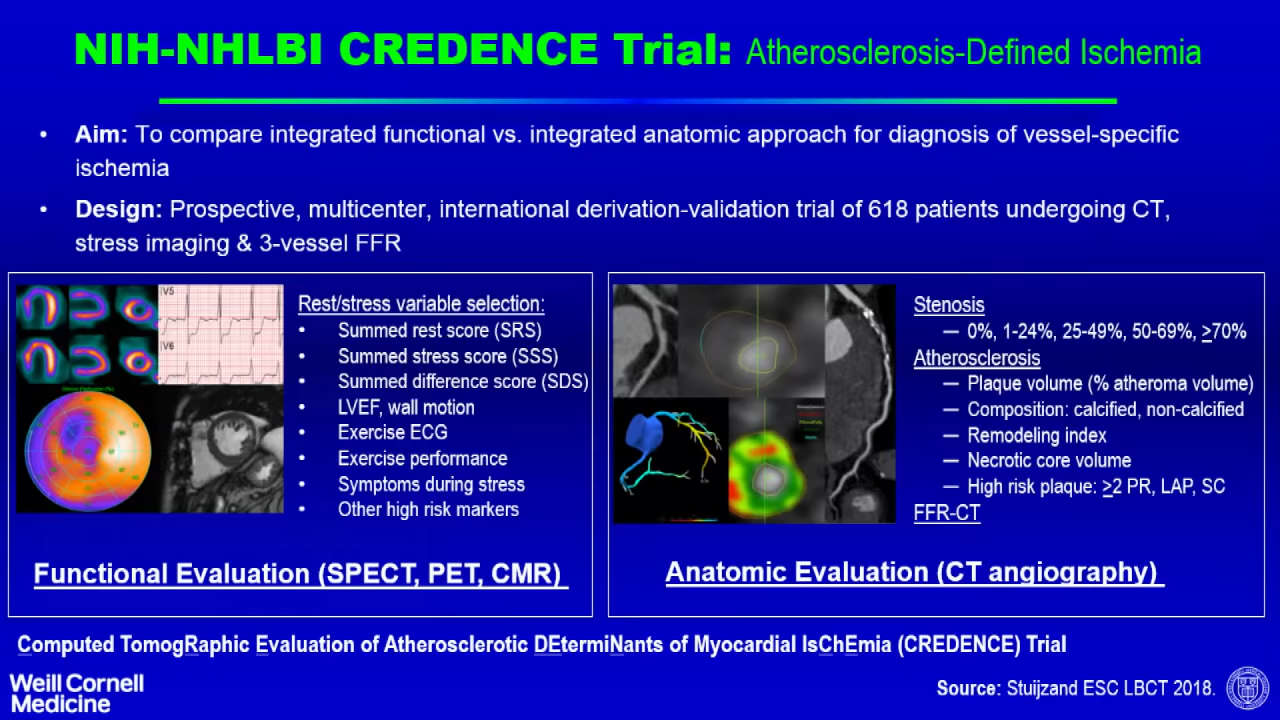 NIH-NHLBI CREDENCE Trial: Atherosclerosis-Defined Ischemia
• Aim: To compare integrated functional vs. integrated anatomic approach for diagnosis of vessel-specific
ischemia
• Design: Prospective, multicenter, international derivation-validation trial of 618 patients undergoing CT,
stress imaging & 3-vessel FFR
V5
V6
Rest/stress variable selection:
• Summed rest score (SRS)
• Summed stress score (SSS)
• Summed difference score (SDS)
• LVEF, wall motion
• Exercise ECG
• Exercise performance
• Symptoms during stress
• Other high risk markers
Functional Evaluation (SPECT, PET, CMR)
Stenosis
— 0%, 1-24%, 25-49%, 50-69%, ≥70%
Atherosclerosis
— Plaque volume (% atheroma volume)
— Composition: calcified, non-calcified
— Remodeling index
— Necrotic core volume
— High risk plaque: ≥2 PR, LAP, SC
FFR-CT
Anatomic Evaluation (CT angiography)
Computed TomogRaphic Evaluation of Atherosclerotic DEtermiNants of Myocardial IsChEmia (CREDENCE) Trial
Weill Cornell
Medicine
Source: Stuijzand ESC LBCT 2018.